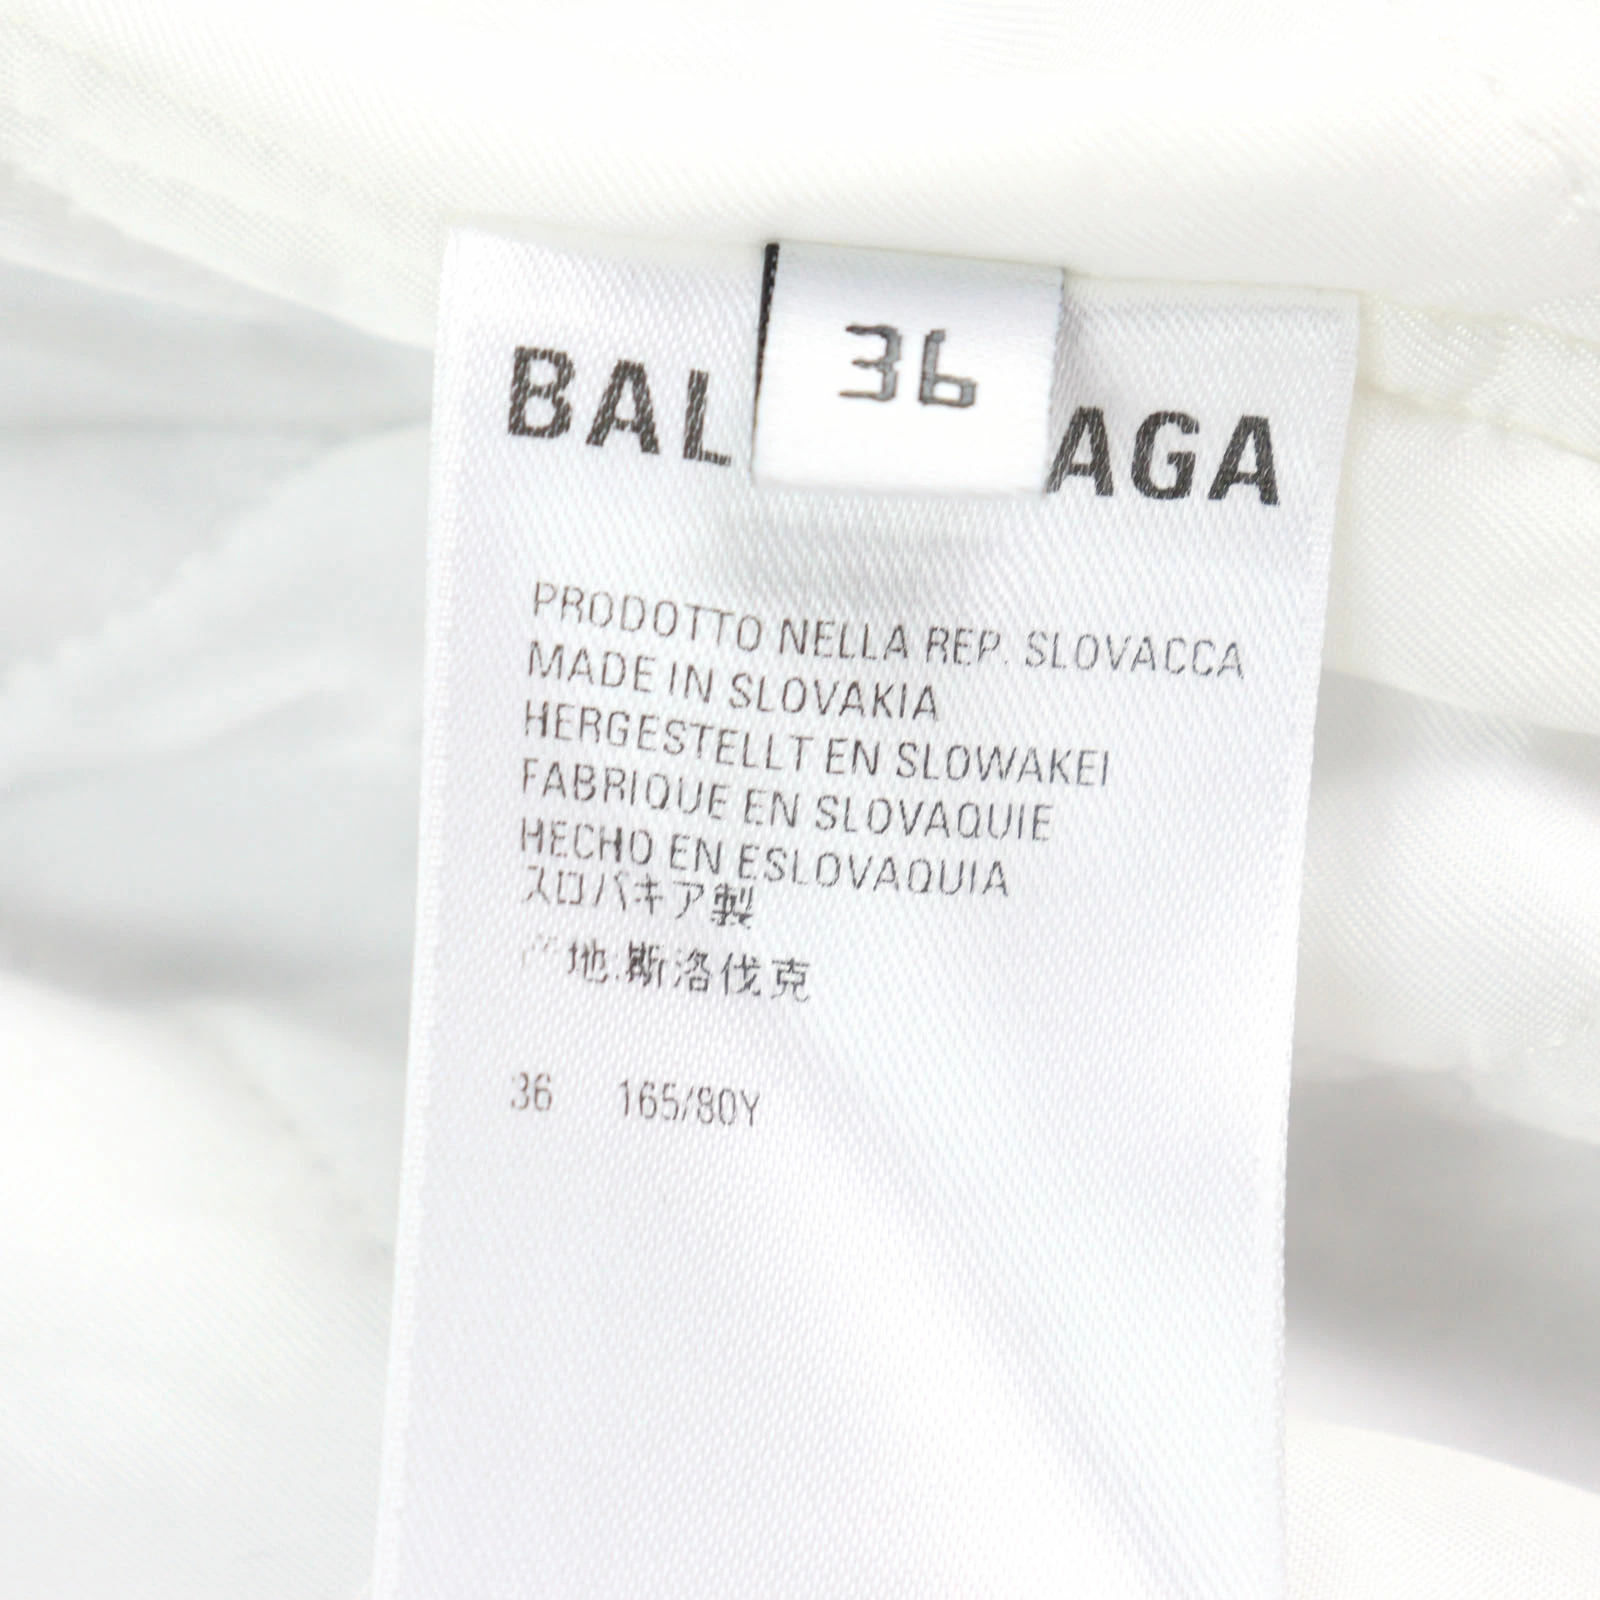 36
BAL AGA
PRODOTTO NELLA REP. SLOVACCA
MADE IN SLOVAKIA
HERGESTELLT EN SLOWAKEI
FABRIQUE EN SLOVAQUIE
HECHO EN ESLOVAQUIA
スロバキア製
产地:斯洛伐克
36 165/80Y